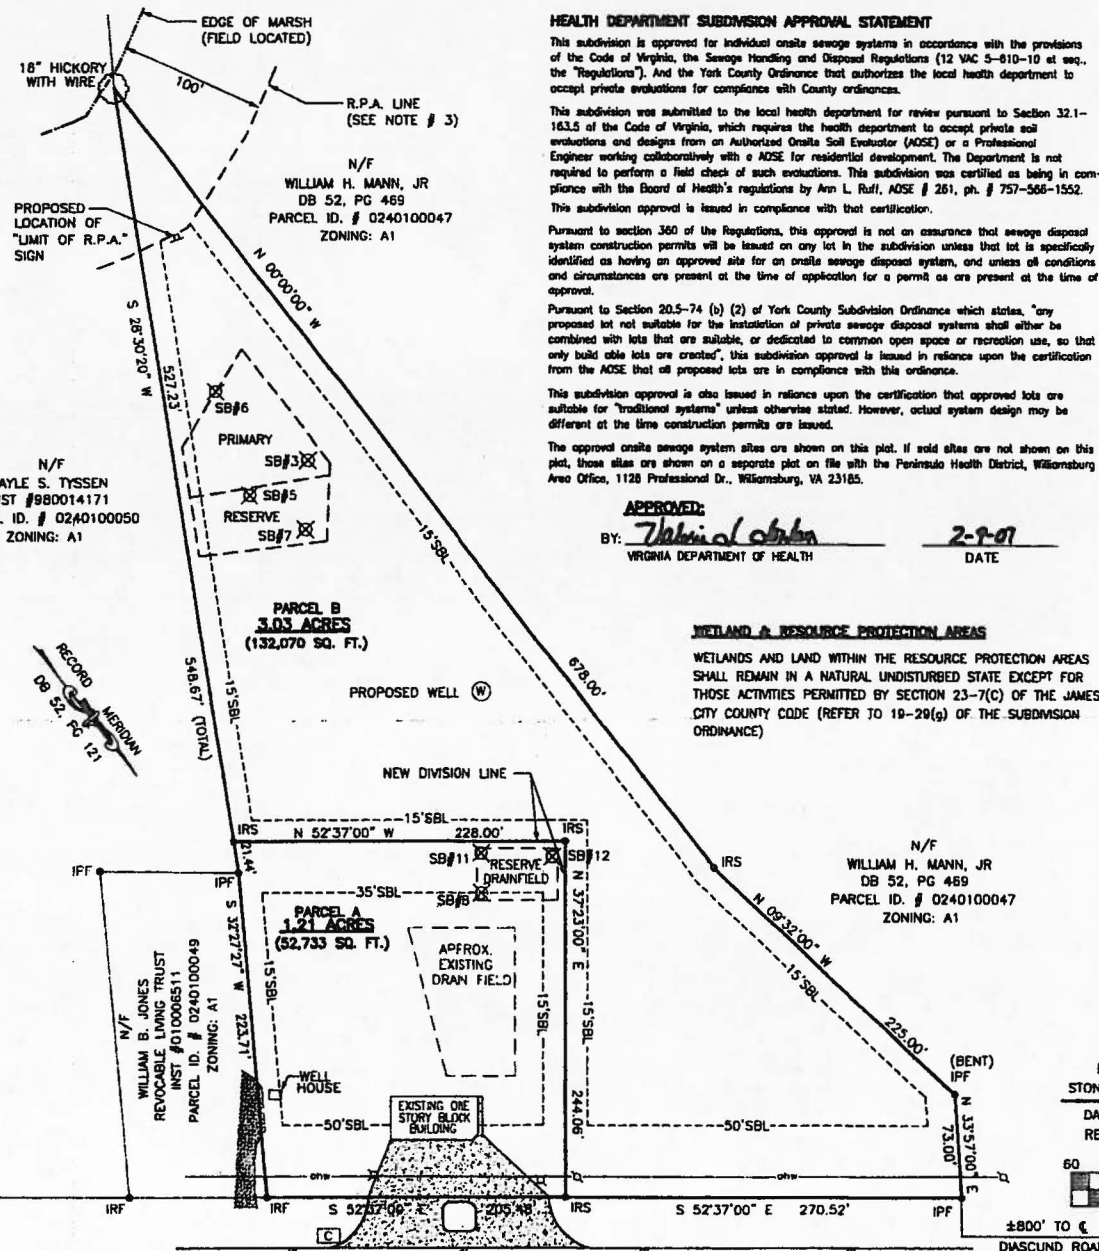 EDGE OF MARSH
(FIELD LOCATED)
18" HICKORY
WITH WIRE
100'
R.P.A. LINE
(SEE NOTE # 3)
N/F
WILLIAM H. MANN, JR
DB 52, PG 469
PARCEL ID. # 0240100047
ZONING: A1
PROPOSED
LOCATION OF
"LIMIT OF R.P.A."
SIGN
N 00°00'00" W
S 28°30'20" W
527.23'
SB#6
PRIMARY
SB#3
SB#5
RESERVE
SB#7
N/F
AYLE S. TYSSEN
ST #980014171
L ID. # 0240100050
ZONING: A1
15'SBL
PARCEL B
3.03 ACRES
(132,070 SQ. FT.)
RECORD MERIDIAN
DB 52, PG 121
548.67' (TOTAL)
15'SBL
PROPOSED WELL W
678.00'
NEW DIVISION LINE
15'SBL
IRS
N 52°37'00" W 228.00'
IRS
21.44'
SB#11
RESERVE
DRAINFIELD
SB#12
SB#8
IRS
IPF
IPF
35'SBL
PARCEL A
1.21 ACRES
(52,733 SQ. FT.)
APPROX.
EXISTING
DRAIN FIELD
N 37°23'00" E
244.06'
S 33°27'27" W 223.71'
15'SBL
15'SBL
15'SBL
N/F
WILLIAM B. JONES
REVOCABLE LIVING TRUST
INST #010006511
PARCEL ID. # 0240100049
ZONING: A1
WELL
HOUSE
EXISTING ONE
STORY BLOCK
BUILDING
50'SBL
50'SBL
N/F
WILLIAM H. MANN, JR
DB 52, PG 469
PARCEL ID. # 0240100047
ZONING: A1
N 09°32'00" W
225.00'
15'SBL
(BENT)
IPF
N 33°57'00" E
73.00'
ohw
ohw
IRF
IRF
S 52°37'00" E 205.48'
IRS
S 52°37'00" E 270.52'
IPF
C
STON
DA
RE
60
±800' TO ℄
DIASCUND ROA
HEALTH DEPARTMENT SUBDIVISION APPROVAL STATEMENT
This subdivision is approved for individual onsite sewage systems in accordance with the provisions
of the Code of Virginia, the Sewage Handling and Disposal Regulations (12 VAC 5-610-10 et seq.,
the "Regulations"). And the York County Ordinance that authorizes the local health department to
accept private evaluations for compliance with County ordinances.
This subdivision was submitted to the local health department for review pursuant to Section 32.1-
163.5 of the Code of Virginia, which requires the health department to accept private soil
evaluations and designs from an Authorized Onsite Soil Evaluator (AOSE) or a Professional
Engineer working collaboratively with a AOSE for residential development. The Department is not
required to perform a field check of such evaluations. This subdivision was certified as being in com-
pliance with the Board of Health's regulations by Ann L. Ruff, AOSE # 261, ph. # 757-566-1552.
This subdivision approval is issued in compliance with that certification.
Pursuant to section 360 of the Regulations, this approval is not an assurance that sewage disposal
system construction permits will be issued on any lot in the subdivision unless that lot is specifically
identified as having an approved site for an onsite sewage disposal system, and unless all conditions
and circumstances are present at the time of application for a permit as are present at the time of
approval.
Pursuant to Section 20.5-74 (b) (2) of York County Subdivision Ordinance which states, "any
proposed lot not suitable for the installation of private sewage disposal systems shall either be
combined with lots that are suitable, or dedicated to common open space or recreation use, so that
only build able lots are created", this subdivision approval is issued in reliance upon the certification
from the AOSE that all proposed lots are in compliance with this ordinance.
This subdivision approval is also issued in reliance upon the certification that approved lots are
suitable for "traditional systems" unless otherwise stated. However, actual system design may be
different at the time construction permits are issued.
The approval onsite sewage system sites are shown on this plat. If said sites are not shown on this
plat, those sites are shown on a separate plat on file with the Peninsula Health District, Williamsburg
Area Office, 1126 Professional Dr., Williamsburg, VA 23185.
APPROVED:
BY: 2-9-07
VIRGINIA DEPARTMENT OF HEALTH DATE
WETLAND & RESOURCE PROTECTION AREAS
WETLANDS AND LAND WITHIN THE RESOURCE PROTECTION AREAS
SHALL REMAIN IN A NATURAL UNDISTURBED STATE EXCEPT FOR
THOSE ACTIVITIES PERMITTED BY SECTION 23-7(C) OF THE JAMES
CITY COUNTY CODE (REFER TO 19-29(g) OF THE SUBDIVISION
ORDINANCE)